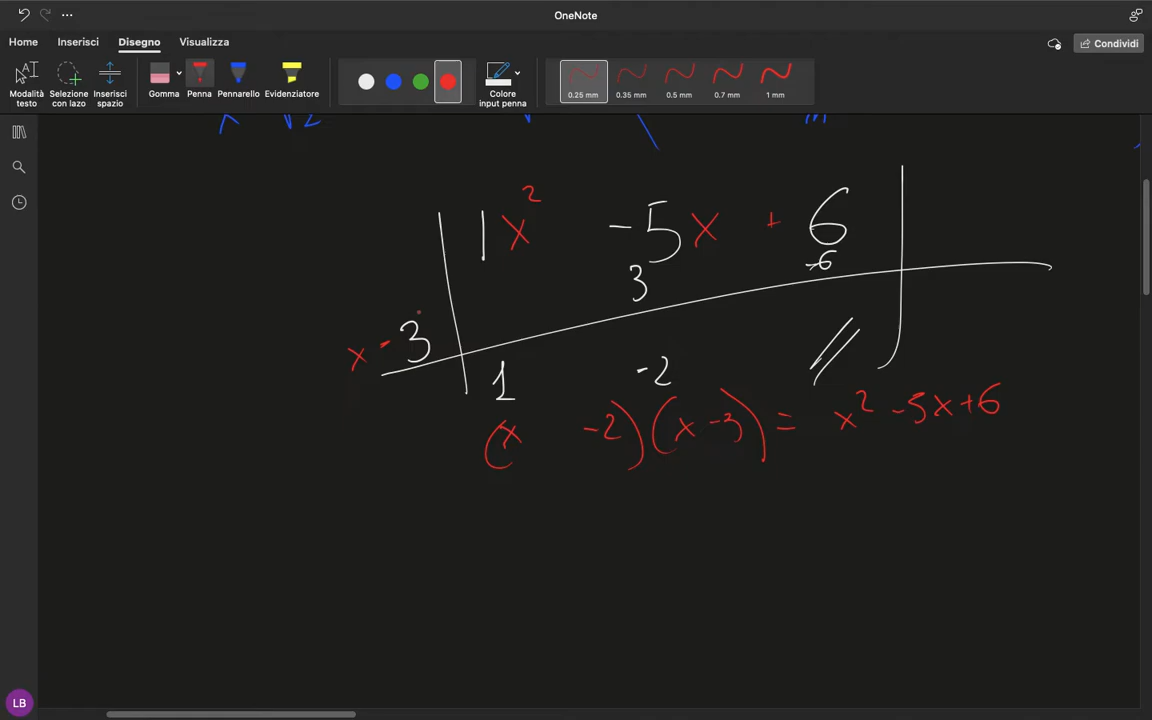 OneNote
Home Inserisci Disegno Visualizza
Condividi
Modalità testo
Selezione con lazo
Inserisci spazio
Gomma
Penna
Pennarello
Evidenziatore
Colore input penna
0.25 mm
0.35 mm
0.5 mm
0.7 mm
1 mm
1x² -5x + 6
3 -6
x - 3
1 -2 //
(x -2)(x-3) = x² -5x+6
LB